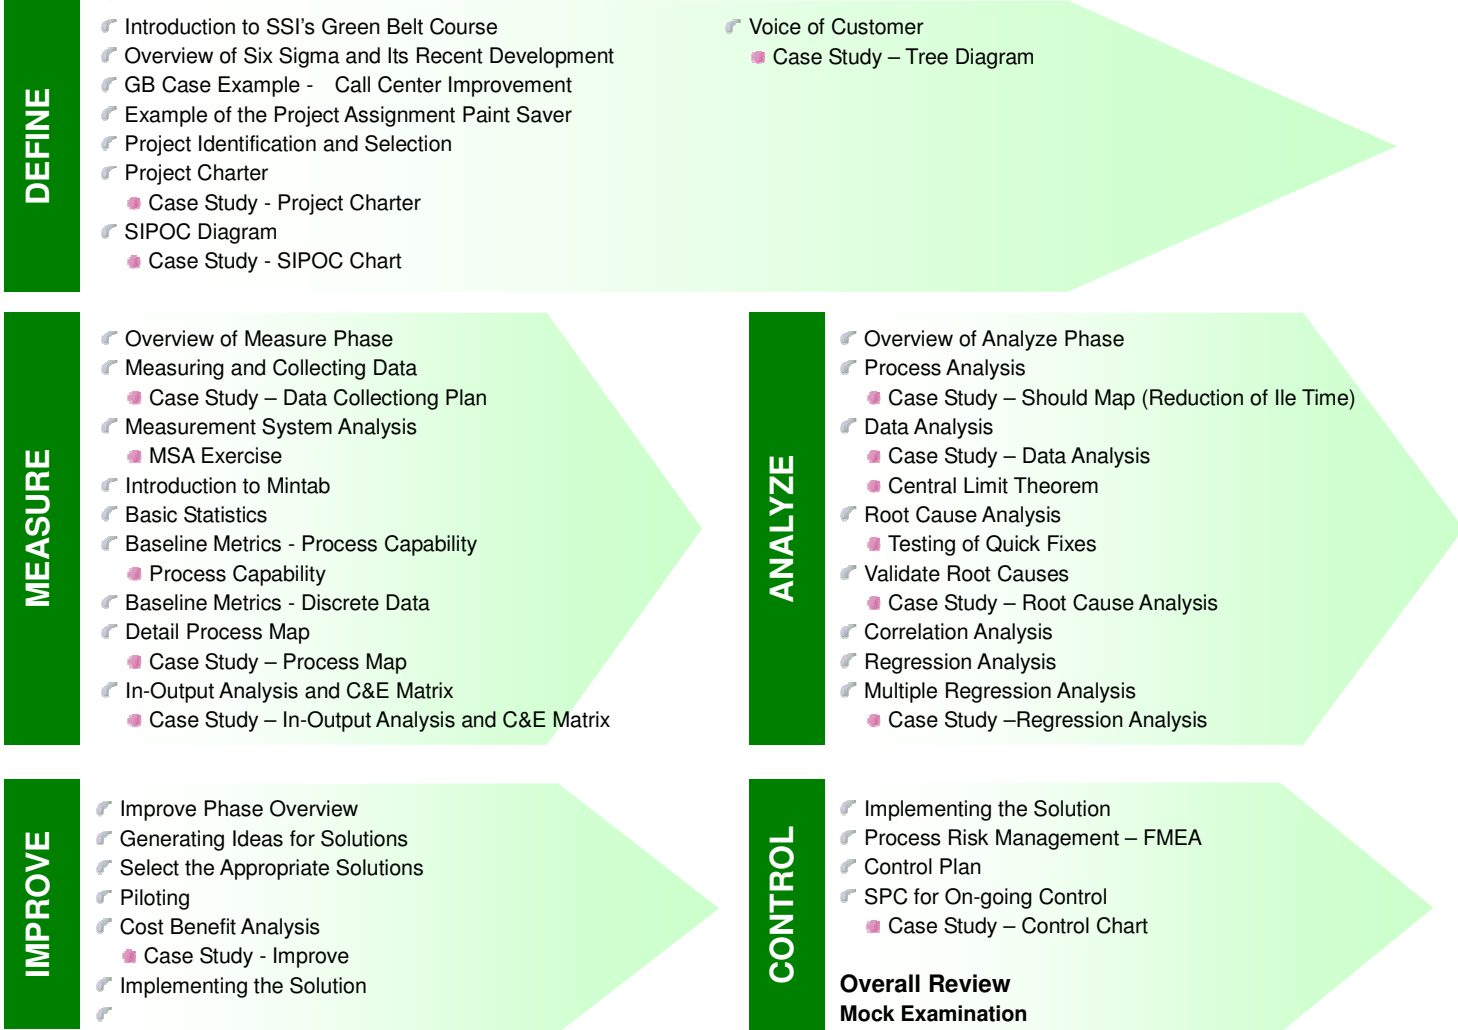 DEFINE
Introduction to SSI's Green Belt Course
Overview of Six Sigma and Its Recent Development
GB Case Example - Call Center Improvement
Example of the Project Assignment Paint Saver
Project Identification and Selection
Project Charter
Case Study - Project Charter
SIPOC Diagram
Case Study - SIPOC Chart
Voice of Customer
Case Study – Tree Diagram
MEASURE
Overview of Measure Phase
Measuring and Collecting Data
Case Study – Data Collectiong Plan
Measurement System Analysis
MSA Exercise
Introduction to Mintab
Basic Statistics
Baseline Metrics - Process Capability
Process Capability
Baseline Metrics - Discrete Data
Detail Process Map
Case Study – Process Map
In-Output Analysis and C&E Matrix
Case Study – In-Output Analysis and C&E Matrix
ANALYZE
Overview of Analyze Phase
Process Analysis
Case Study – Should Map (Reduction of Ile Time)
Data Analysis
Case Study – Data Analysis
Central Limit Theorem
Root Cause Analysis
Testing of Quick Fixes
Validate Root Causes
Case Study – Root Cause Analysis
Correlation Analysis
Regression Analysis
Multiple Regression Analysis
Case Study –Regression Analysis
IMPROVE
Improve Phase Overview
Generating Ideas for Solutions
Select the Appropriate Solutions
Piloting
Cost Benefit Analysis
Case Study - Improve
Implementing the Solution
CONTROL
Implementing the Solution
Process Risk Management – FMEA
Control Plan
SPC for On-going Control
Case Study – Control Chart
Overall Review
Mock Examination